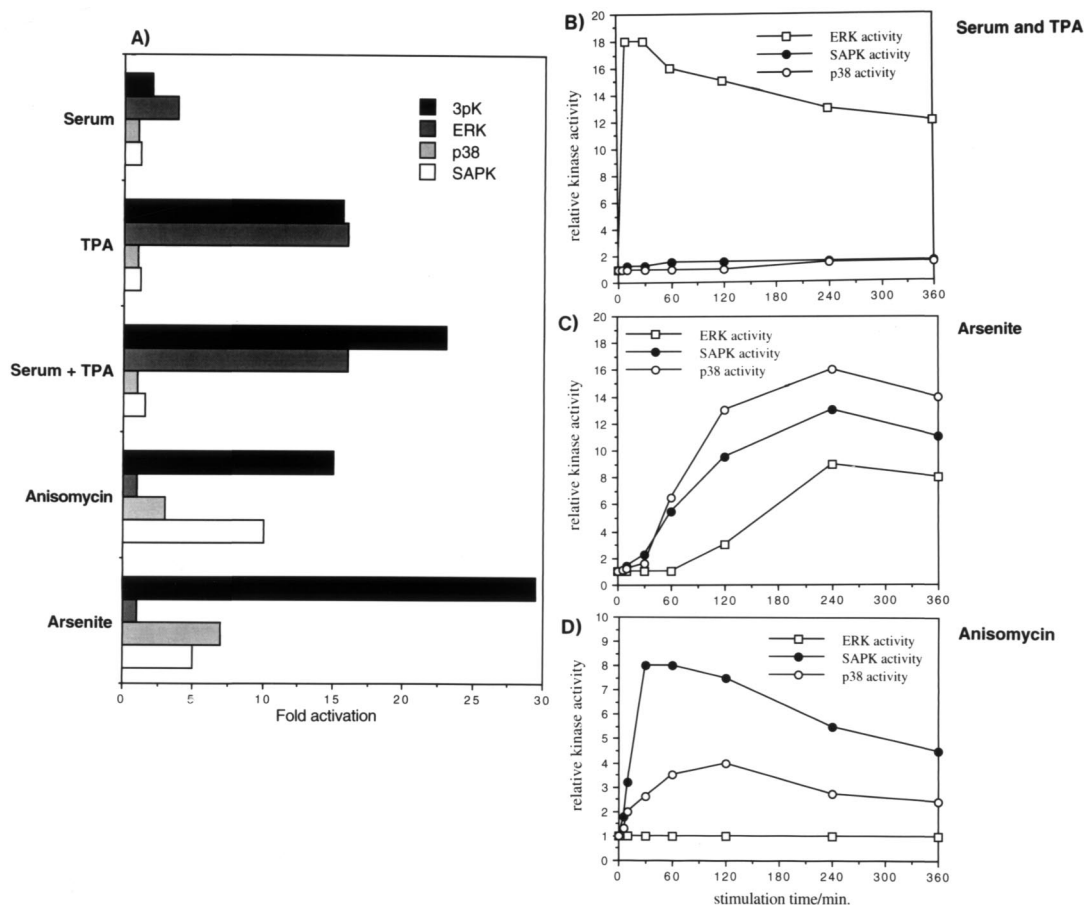 A)
3pK
ERK
p38
SAPK
Serum
TPA
Serum + TPA
Anisomycin
Arsenite
0 5 10 15 20 25 30
Fold activation
B)
Serum and TPA
ERK activity
SAPK activity
p38 activity
relative kinase activity
20
18
16
14
12
10
8
6
4
2
0
0 60 120 180 240 300 360
C)
Arsenite
ERK activity
SAPK activity
p38 activity
relative kinase activity
20
18
16
14
12
10
8
6
4
2
0
0 60 120 180 240 300 360
D)
Anisomycin
ERK activity
SAPK activity
p38 activity
relative kinase activity
10
9
8
7
6
5
4
3
2
1
0
0 60 120 180 240 300 360
stimulation time/min.